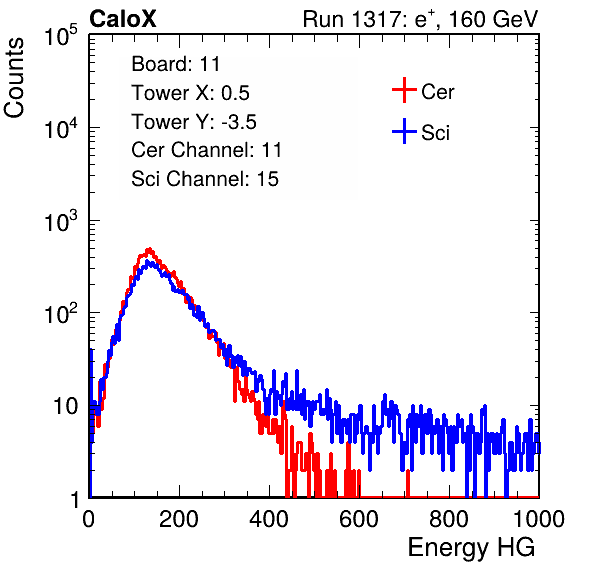 CaloX Run 1317: e⁺, 160 GeV
Counts
10⁵
10⁴
10³
10²
10
1
Board: 11
Tower X: 0.5
Tower Y: -3.5
Cer Channel: 11
Sci Channel: 15
Cer
Sci
0 200 400 600 800 1000
Energy HG